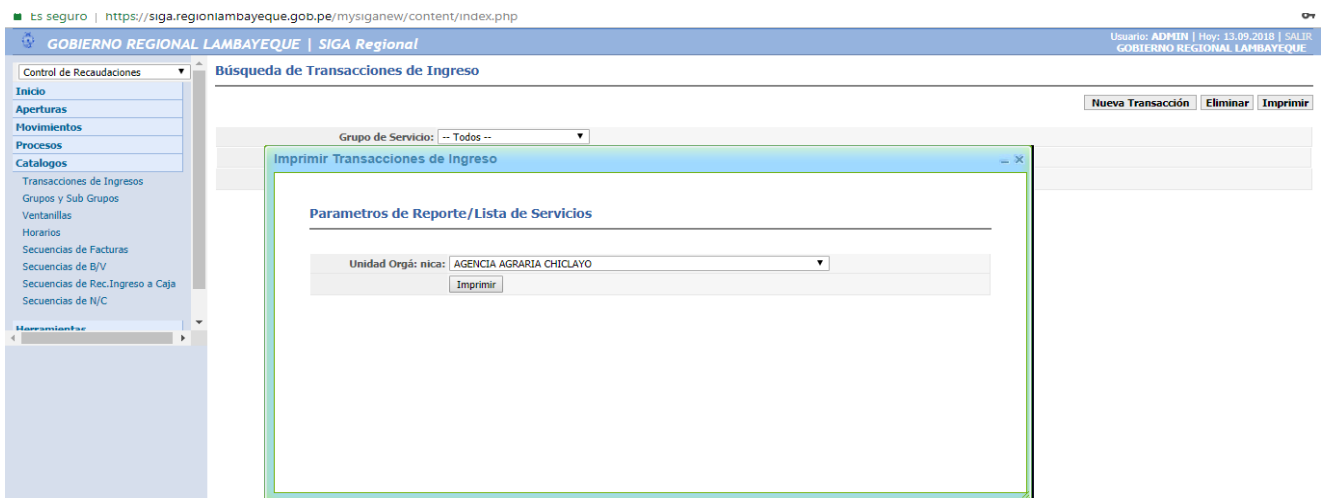 Es seguro | https://siga.regionlambayeque.gob.pe/mysiganew/content/index.php
GOBIERNO REGIONAL LAMBAYEQUE | SIGA Regional
Usuario: ADMIN | Hoy: 13.09.2018 | SALIR
GOBIERNO REGIONAL LAMBAYEQUE
Control de Recaudaciones
Inicio
Aperturas
Movimientos
Procesos
Catalogos
Transacciones de Ingresos
Grupos y Sub Grupos
Ventanillas
Horarios
Secuencias de Facturas
Secuencias de B/V
Secuencias de Rec.Ingreso a Caja
Secuencias de N/C
Herramientas
Búsqueda de Transacciones de Ingreso
Nueva Transacción Eliminar Imprimir
Grupo de Servicio: -- Todos --
Imprimir Transacciones de Ingreso
Parametros de Reporte/Lista de Servicios
Unidad Orgá: nica: AGENCIA AGRARIA CHICLAYO
Imprimir